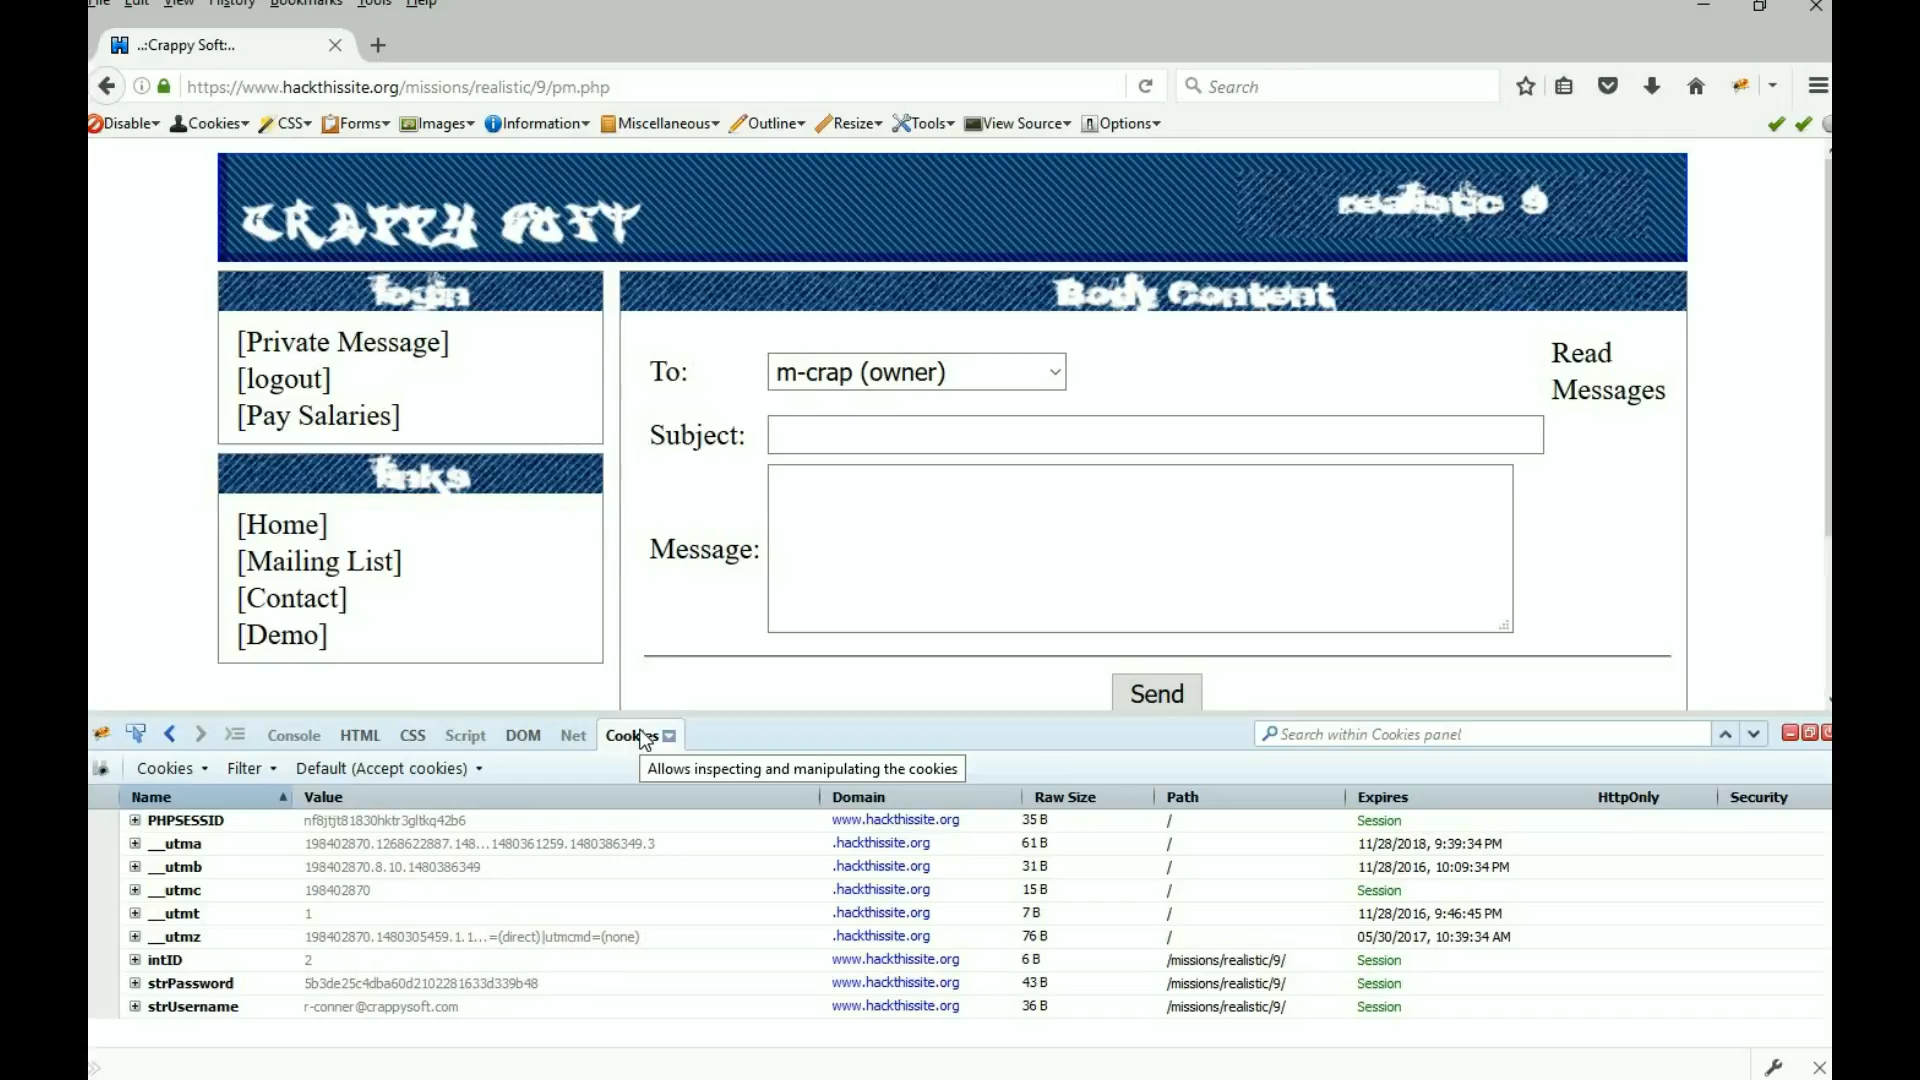 File Edit View History Bookmarks Tools Help
..:Crappy Soft:..
https://www.hackthissite.org/missions/realistic/9/pm.php
Search
Disable Cookies CSS Forms Images Information Miscellaneous Outline Resize Tools View Source Options
CRAPPY SOFT
realistic 9
login
[Private Message]
[logout]
[Pay Salaries]
links
[Home]
[Mailing List]
[Contact]
[Demo]
Body Content
To: m-crap (owner)
Read
Messages
Subject:
Message:
Send
Console HTML CSS Script DOM Net Cookies
Search within Cookies panel
Cookies Filter Default (Accept cookies)
Allows inspecting and manipulating the cookies
Name Value Domain Raw Size Path Expires HttpOnly Security
PHPSESSID nf8jtjt81830hktr3gltkq42b6 www.hackthissite.org 35 B / Session
__utma 198402870.1268622887.148...1480361259.1480386349.3 .hackthissite.org 61 B / 11/28/2018, 9:39:34 PM
__utmb 198402870.8.10.1480386349 .hackthissite.org 31 B / 11/28/2016, 10:09:34 PM
__utmc 198402870 .hackthissite.org 15 B / Session
__utmt 1 .hackthissite.org 7 B / 11/28/2016, 9:46:45 PM
__utmz 198402870.1480305459.1.1...=(direct)|utmcmd=(none) .hackthissite.org 76 B / 05/30/2017, 10:39:34 AM
intID 2 www.hackthissite.org 6 B /missions/realistic/9/ Session
strPassword 5b3de25c4dba60d2102281633d339b48 www.hackthissite.org 43 B /missions/realistic/9/ Session
strUsername r-conner@crappysoft.com www.hackthissite.org 36 B /missions/realistic/9/ Session